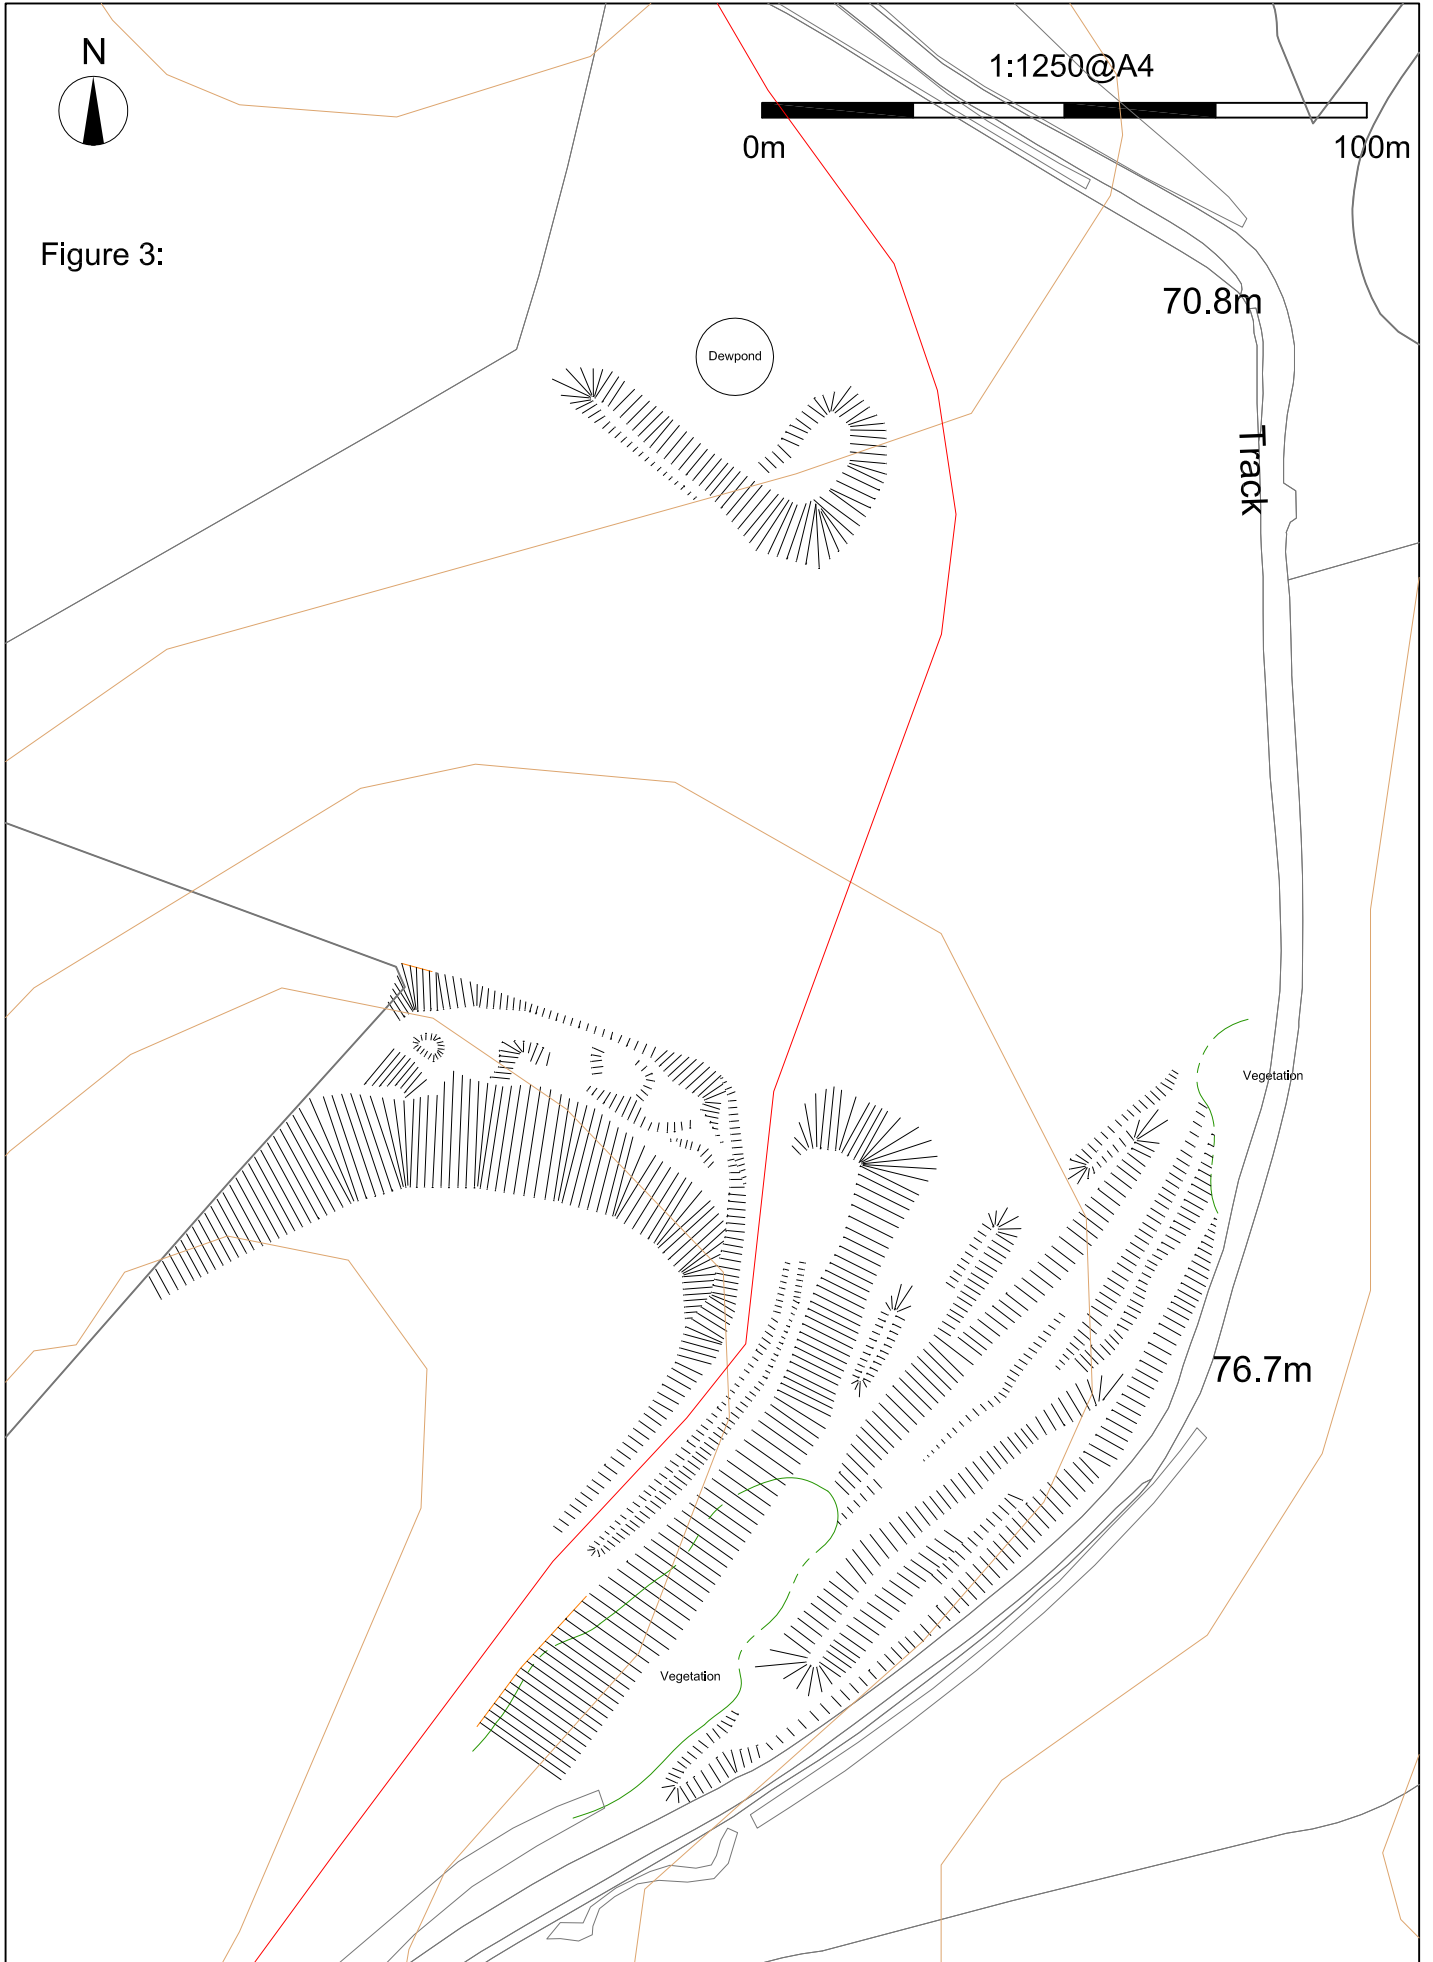 N
1:1250@A4
0m
100m
Figure 3:
70.8m
Dewpond
Track
Vegetation
76.7m
Vegetation